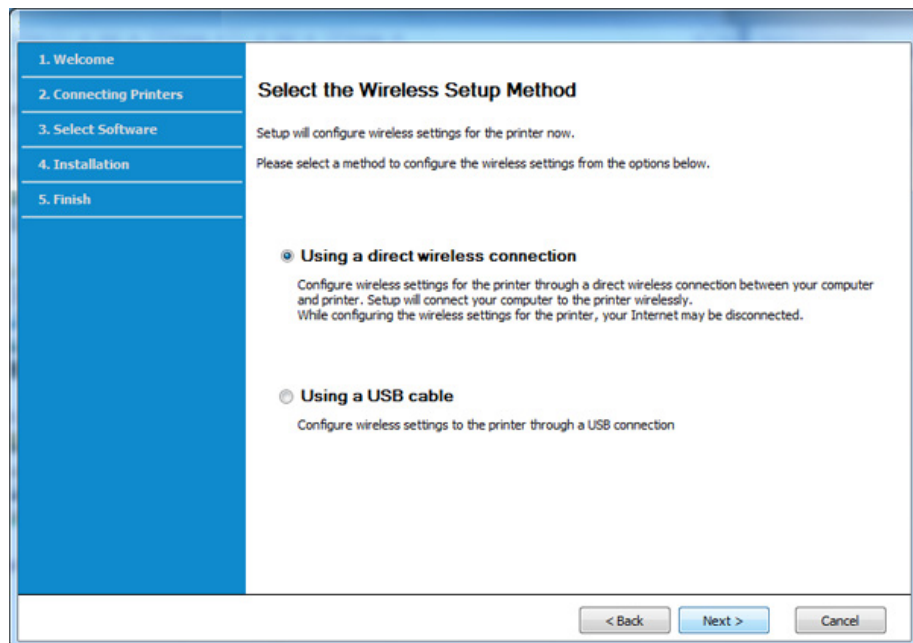 1. Welcome
2. Connecting Printers
3. Select Software
4. Installation
5. Finish
Select the Wireless Setup Method
Setup will configure wireless settings for the printer now.
Please select a method to configure the wireless settings from the options below.
Using a direct wireless connection
Configure wireless settings for the printer through a direct wireless connection between your computer
and printer. Setup will connect your computer to the printer wirelessly.
While configuring the wireless settings for the printer, your Internet may be disconnected.
Using a USB cable
Configure wireless settings to the printer through a USB connection
< Back
Next >
Cancel